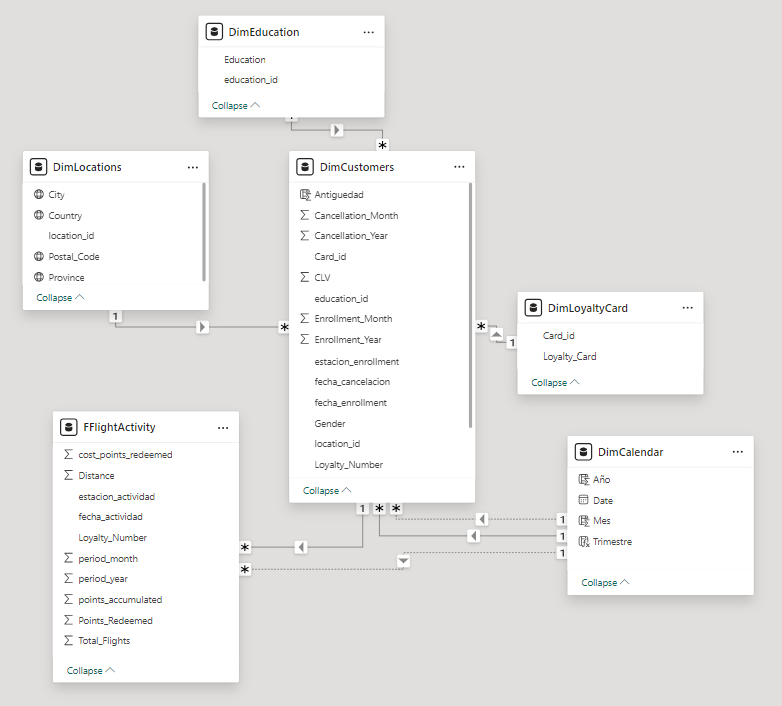 DimEducation
Education
education_id
Collapse
1
*
DimLocations
City
Country
location_id
Postal_Code
Province
Collapse
1
*
DimCustomers
Antiguedad
Cancellation_Month
Cancellation_Year
Card_id
CLV
education_id
Enrollment_Month
Enrollment_Year
estacion_enrollment
fecha_cancelacion
fecha_enrollment
Gender
location_id
Loyalty_Number
Collapse
*
1
DimLoyaltyCard
Card_id
Loyalty_Card
Collapse
FFlightActivity
cost_points_redeemed
Distance
estacion_actividad
fecha_actividad
Loyalty_Number
period_month
period_year
points_accumulated
Points_Redeemed
Total_Flights
Collapse
1 * *
*
*
DimCalendar
Año
Date
Mes
Trimestre
Collapse
1
1
1